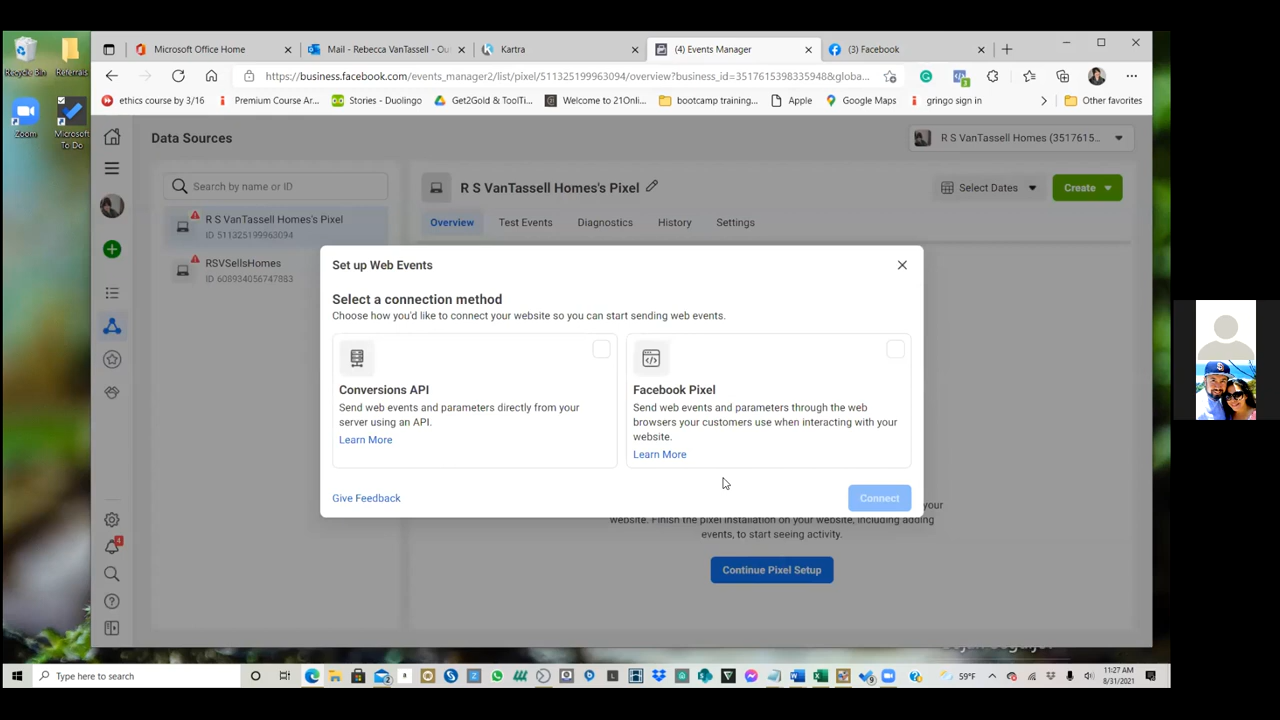 Microsoft Office Home
Mail - Rebecca VanTassell - Ou
Kartra
(4) Events Manager
(3) Facebook
https://business.facebook.com/events_manager2/list/pixel/511325199963094/overview?business_id=3517615398335948&globa...
ethics course by 3/16
Premium Course Ar...
Stories - Duolingo
Get2Gold & ToolTi...
Welcome to 21Onli...
bootcamp training...
Apple
Google Maps
gringo sign in
Other favorites
Recycle Bin
Referrals
Zoom
Microsoft To Do
Data Sources
R S VanTassell Homes (3517615...
Search by name or ID
R S VanTassell Homes's Pixel
Select Dates
Create
R S VanTassell Homes's Pixel
ID 511325199963094
Overview
Test Events
Diagnostics
History
Settings
RSVSellsHomes
ID 608934056747883
Set up Web Events
Select a connection method
Choose how you'd like to connect your website so you can start sending web events.
Conversions API
Send web events and parameters directly from your
server using an API.
Learn More
Facebook Pixel
Send web events and parameters through the web
browsers your customers use when interacting with your
website.
Learn More
Give Feedback
Connect
your
website. Finish the pixel installation on your website, including adding
events, to start seeing activity.
Continue Pixel Setup
4
Type here to search
59°F
11:27 AM
8/31/2021